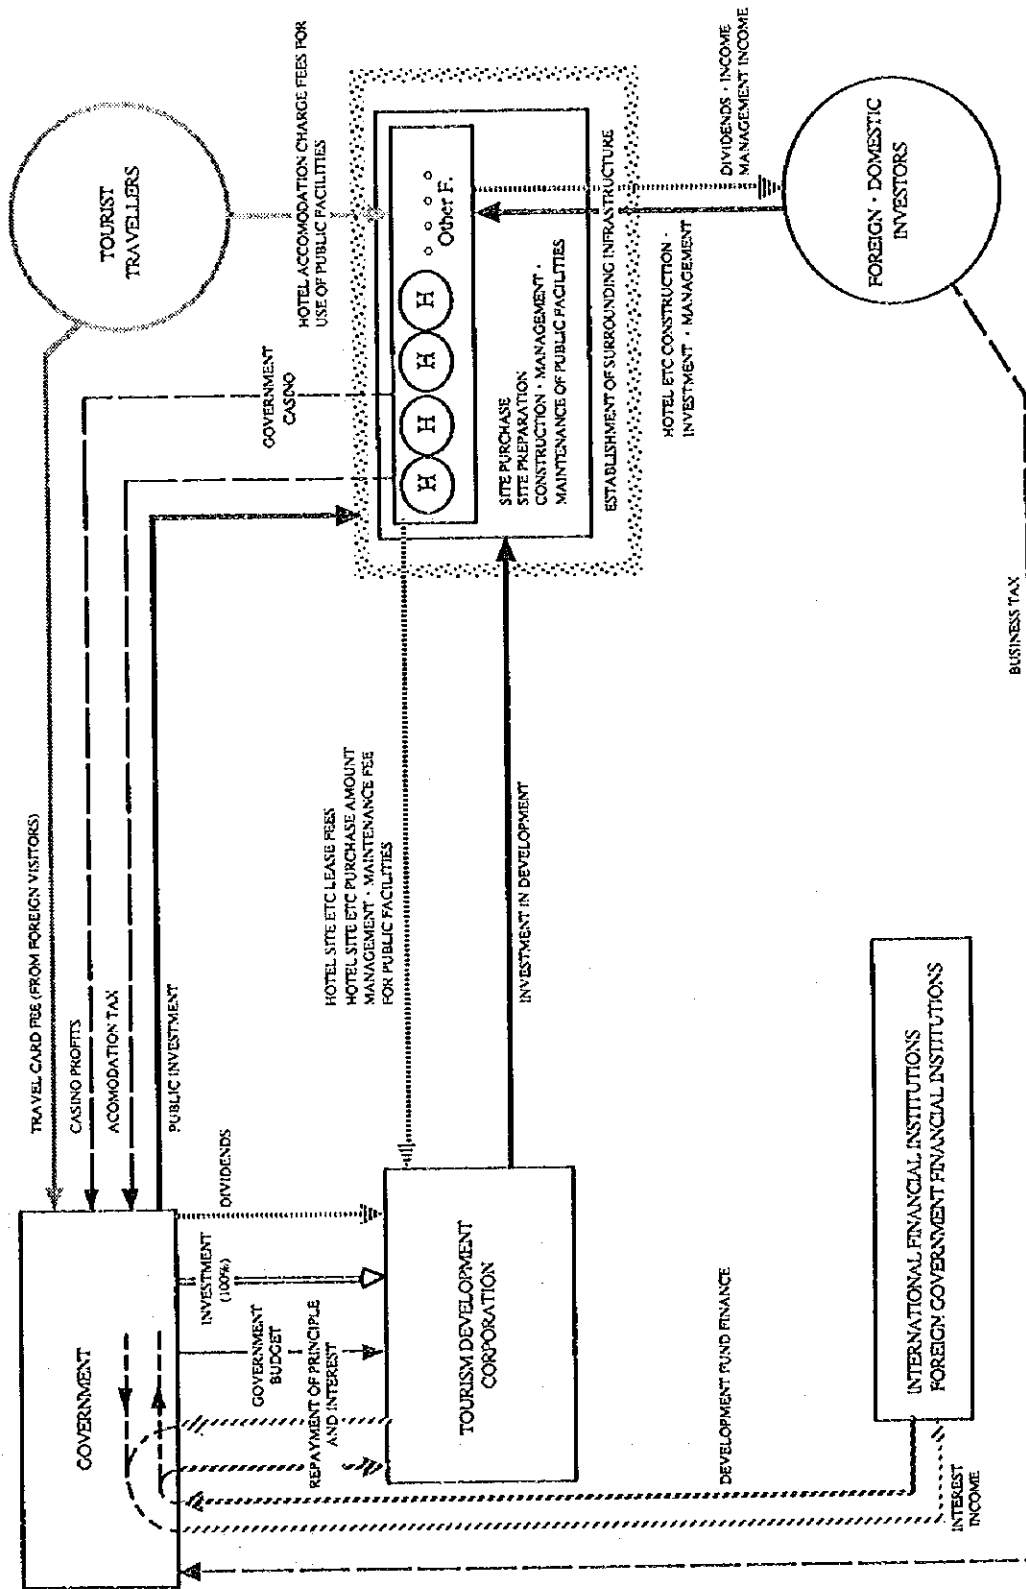 GOVERNMENT
TRAVEL CARD FEE (FROM FOREIGN VISITORS)
CASINO PROFITS
ACOMODATION TAX
PUBLIC INVESTMENT
TOURIST
TRAVELLERS
GOVERNMENT
CASINO
HOTEL ACCOMODATION CHARGE FEES FOR
USE OF PUBLIC FACILITIES
DIVIDENDS
INVESTMENT
(100%)
GOVERNMENT
BUDGET
REPAYMENT OF PRINCIPLE
AND INTEREST
HOTEL SITE ETC LEASE FEES
HOTEL SITE ETC PURCHASE AMOUNT
MANAGEMENT · MAINTENANCE FEE
FOR PUBLIC FACILITIES
H H H H Other F.
SITE PURCHASE
SITE PREPARATION
CONSTRUCTION · MANAGEMENT ·
MAINTENANCE OF PUBLIC FACILITIES
ESTABLISHMENT OF SURROUNDING INFRASTRUCTURE
TOURISM DEVELOPMENT
CORPORATION
INVESTMENT IN DEVELOPMENT
HOTEL ETC CONSTRUCTION ·
INVESTMENT · MANAGEMENT
DIVIDENDS · INCOME
MANAGEMENT INCOME
DEVELOPMENT FUND FINANCE
INTERNATIONAL FINANCIAL INSTITUTIONS
FOREIGN GOVERNMENT FINANCIAL INSTITUTIONS
FOREIGN · DOMESTIC
INVESTORS
INTEREST
INCOME
BUSINESS TAX